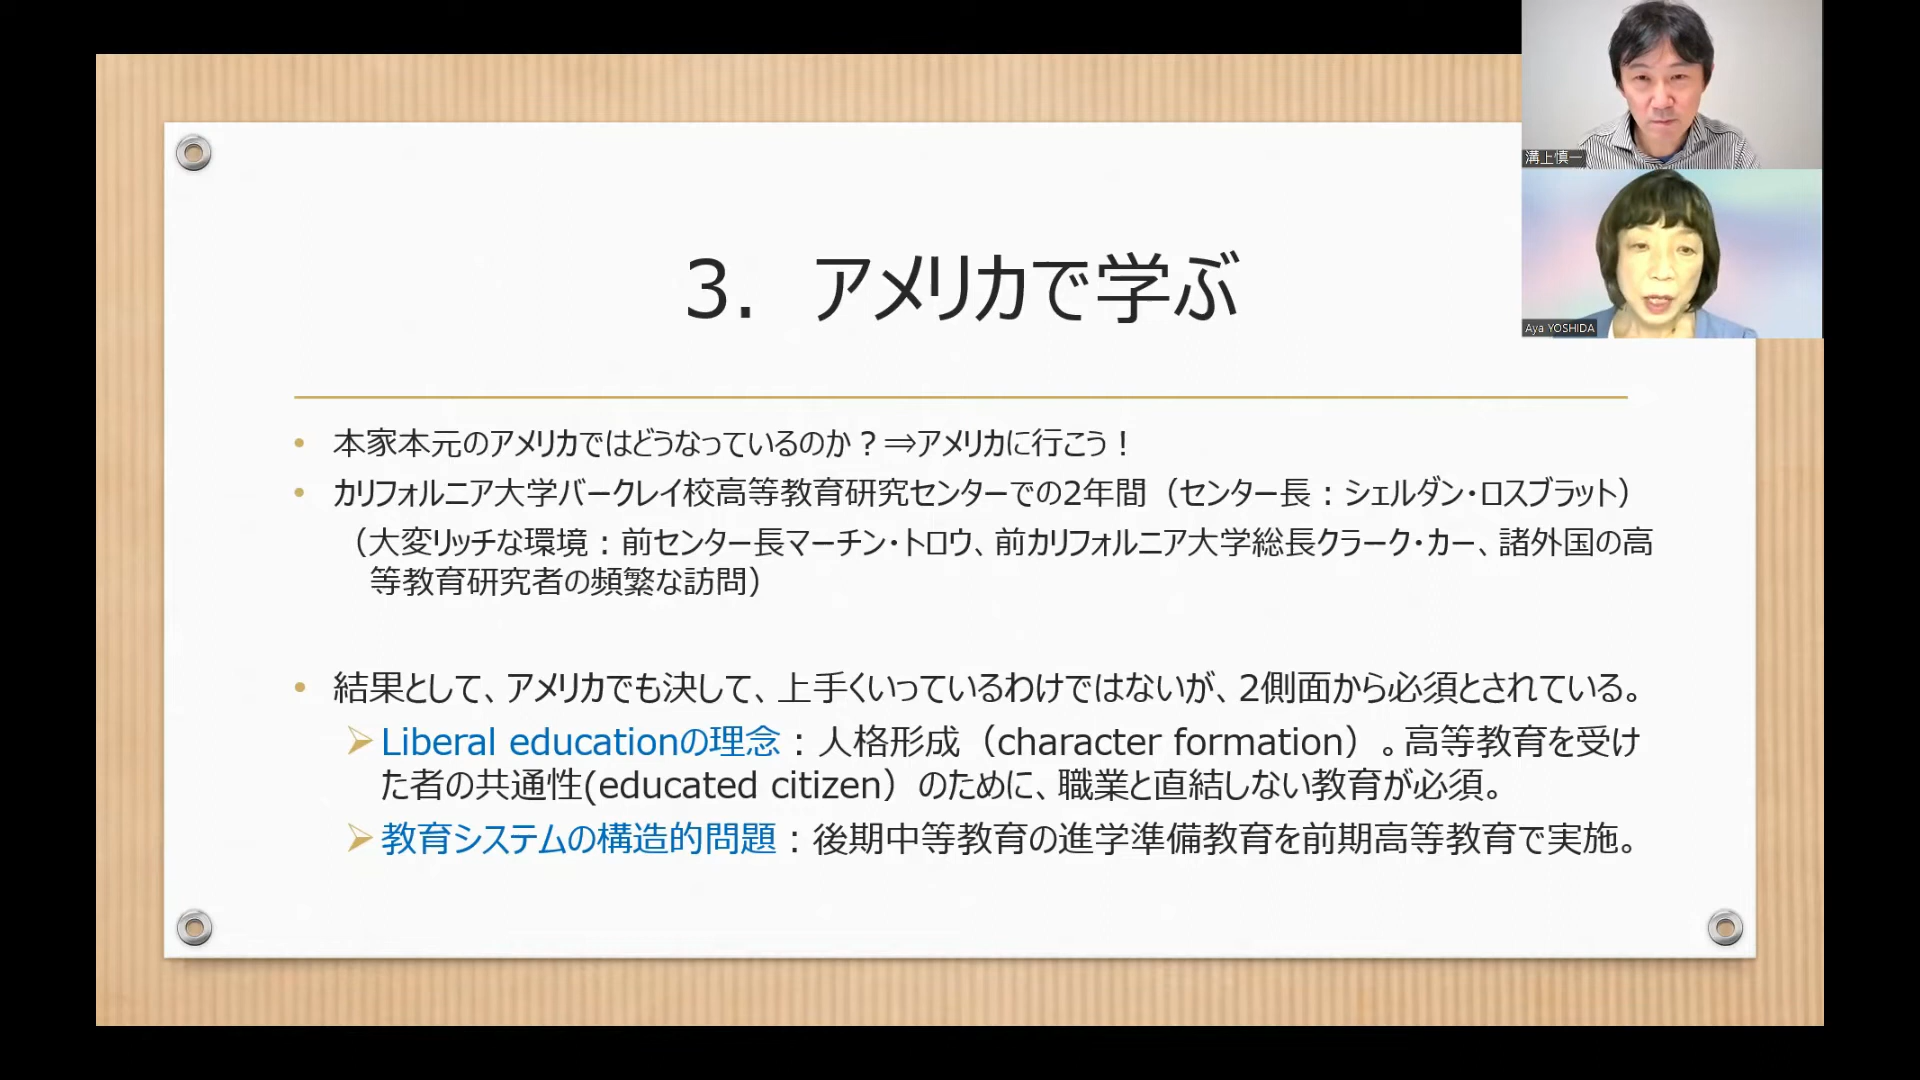 3. アメリカで学ぶ
溝上慎一
Aya YOSHIDA
• 本家本元のアメリカではどうなっているのか？⇒アメリカに行こう！
• カリフォルニア大学バークレイ校高等教育研究センターでの2年間（センター長：シェルダン・ロスブラット）
（大変リッチな環境：前センター長マーチン・トロウ、前カリフォルニア大学総長クラーク・カー、諸外国の高
等教育研究者の頻繁な訪問）
• 結果として、アメリカでも決して、上手くいっているわけではないが、2側面から必須とされている。
➢ Liberal educationの理念：人格形成（character formation）。高等教育を受け
た者の共通性(educated citizen）のために、職業と直結しない教育が必須。
➢ 教育システムの構造的問題：後期中等教育の進学準備教育を前期高等教育で実施。